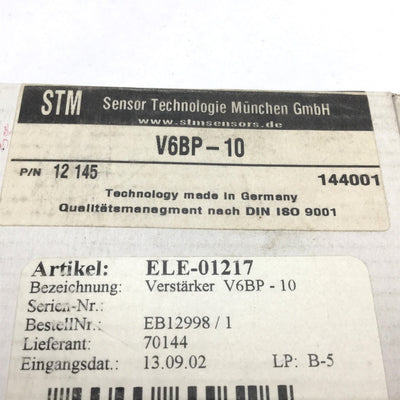 STM Sensor Technologie München GmbH
www.stmsensors.de
V6BP-10
P/N 12 145 144001
Technology made in Germany
Qualitätsmanagment nach DIN ISO 9001
Artikel: ELE-01217
Bezeichnung: Verstärker V6BP - 10
Serien-Nr.:
BestellNr.: EB12998 / 1
Lieferant: 70144
Eingangsdat.: 13.09.02 LP: B-5